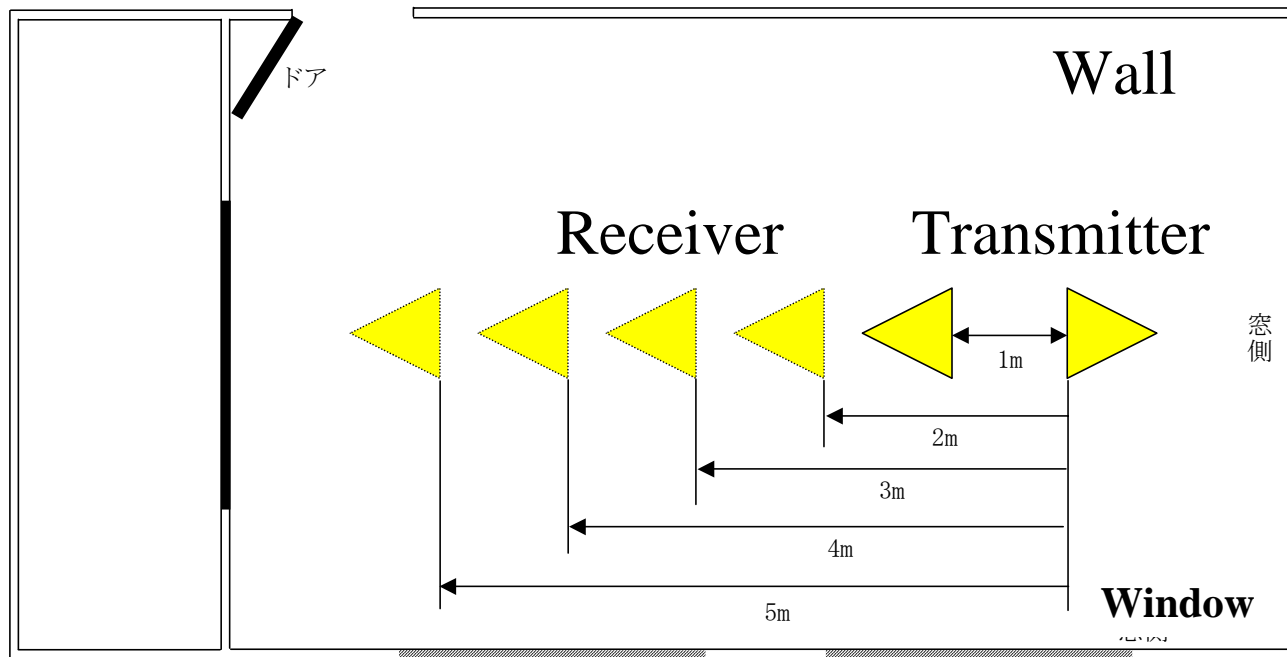 ドア
Wall
Receiver
Transmitter
1m
窓側
2m
3m
4m
5m
Window